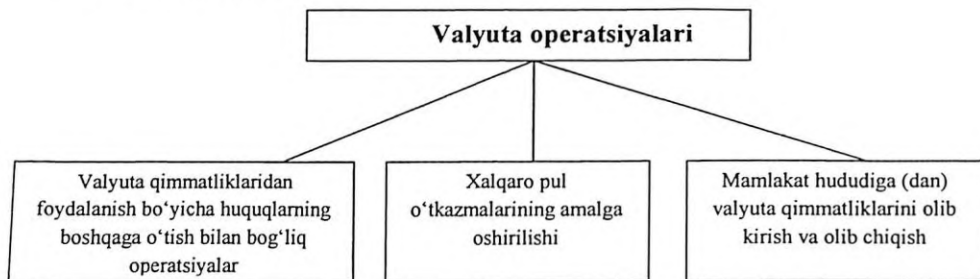 Valyuta operatsiyalari
Valyuta qimmatliklaridan
foydalanish bo‘yicha huquqlarning
boshqaga o‘tish bilan bog‘liq
operatsiyalar
Xalqaro pul
o‘tkazmalarining amalga
oshirilishi
Mamlakat hududiga (dan)
valyuta qimmatliklarini olib
kirish va olib chiqish